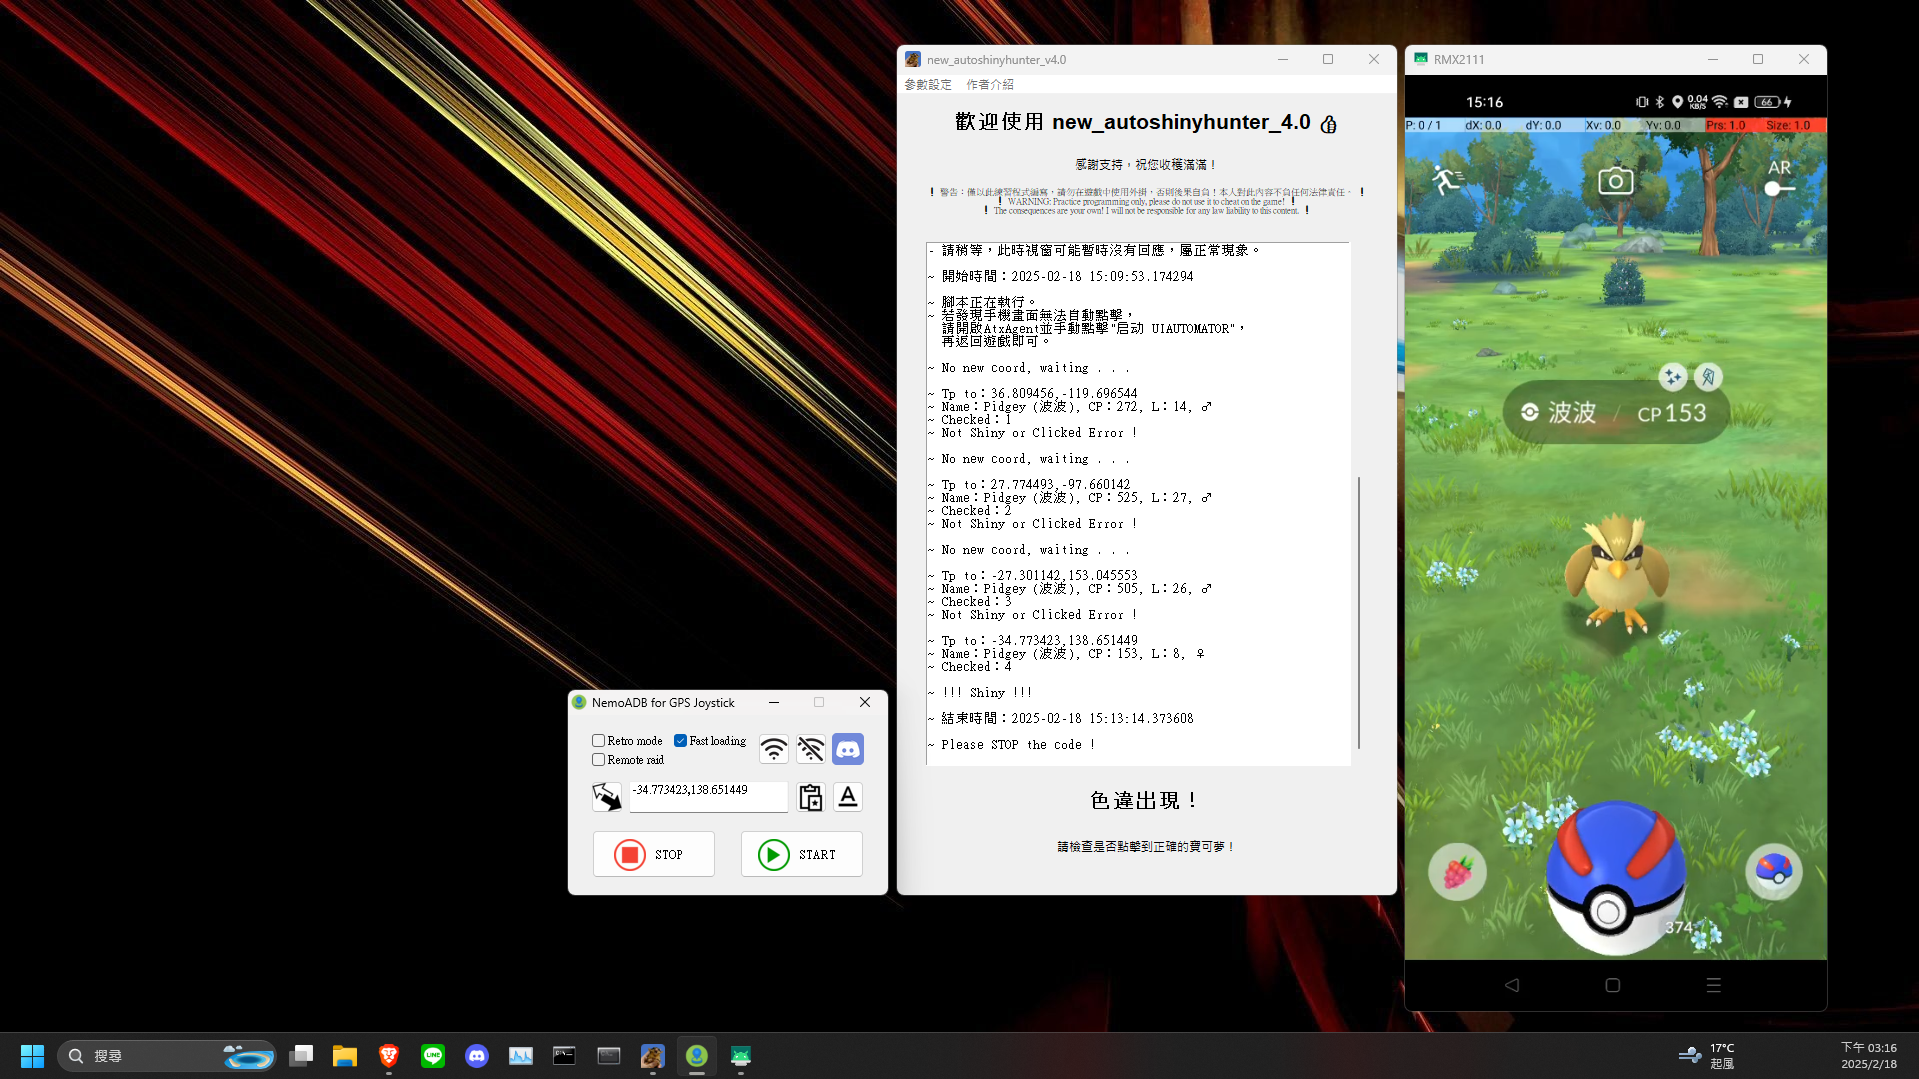 new_autoshinyhunter_v4.0
參數設定 作者介紹
歡迎使用 new_autoshinyhunter_4.0
感謝支持，祝您收穫滿滿！
！警告：僅以此練習程式編寫，請勿在遊戲中使用外掛，否則後果自負！本人對此內容不負任何法律責任。！
！WARNING: Practice programming only, please do not use it to cheat on the game!！
！The consequences are your own! I will not be responsible for any law liability to this content.！
- 請稍等，此時視窗可能暫時沒有回應，屬正常現象。
~ 開始時間：2025-02-18 15:09:53.174294
~ 腳本正在執行。
~ 若發現手機畫面無法自動點擊，
請開啟AtxAgent並手動點擊"启动 UIAUTOMATOR"，
再返回遊戲即可。
~ No new coord, waiting . . .
~ Tp to：36.809456,-119.696544
~ Name：Pidgey (波波), CP：272, L：14, ♂
~ Checked：1
~ Not Shiny or Clicked Error !
~ No new coord, waiting . . .
~ Tp to：27.774493,-97.660142
~ Name：Pidgey (波波), CP：525, L：27, ♂
~ Checked：2
~ Not Shiny or Clicked Error !
~ No new coord, waiting . . .
~ Tp to：-27.301142,153.045553
~ Name：Pidgey (波波), CP：505, L：26, ♂
~ Checked：3
~ Not Shiny or Clicked Error !
~ Tp to：-34.773423,138.651449
~ Name：Pidgey (波波), CP：153, L：8, ♀
~ Checked：4
~ !!! Shiny !!!
~ 結束時間：2025-02-18 15:13:14.373608
~ Please STOP the code !
色違出現！
請檢查是否點擊到正確的寶可夢！
RMX2111
15:16
0.04
KB/S
66
P: 0 / 1 dX: 0.0 dY: 0.0 Xv: 0.0 Yv: 0.0 Prs: 1.0 Size: 1.0
AR
波波 / CP153
374
NemoADB for GPS Joystick
Retro mode Fast loading
Remote raid
-34.773423,138.651449
A
STOP START
搜尋
LINE
17°C
起風
下午 03:16
2025/2/18